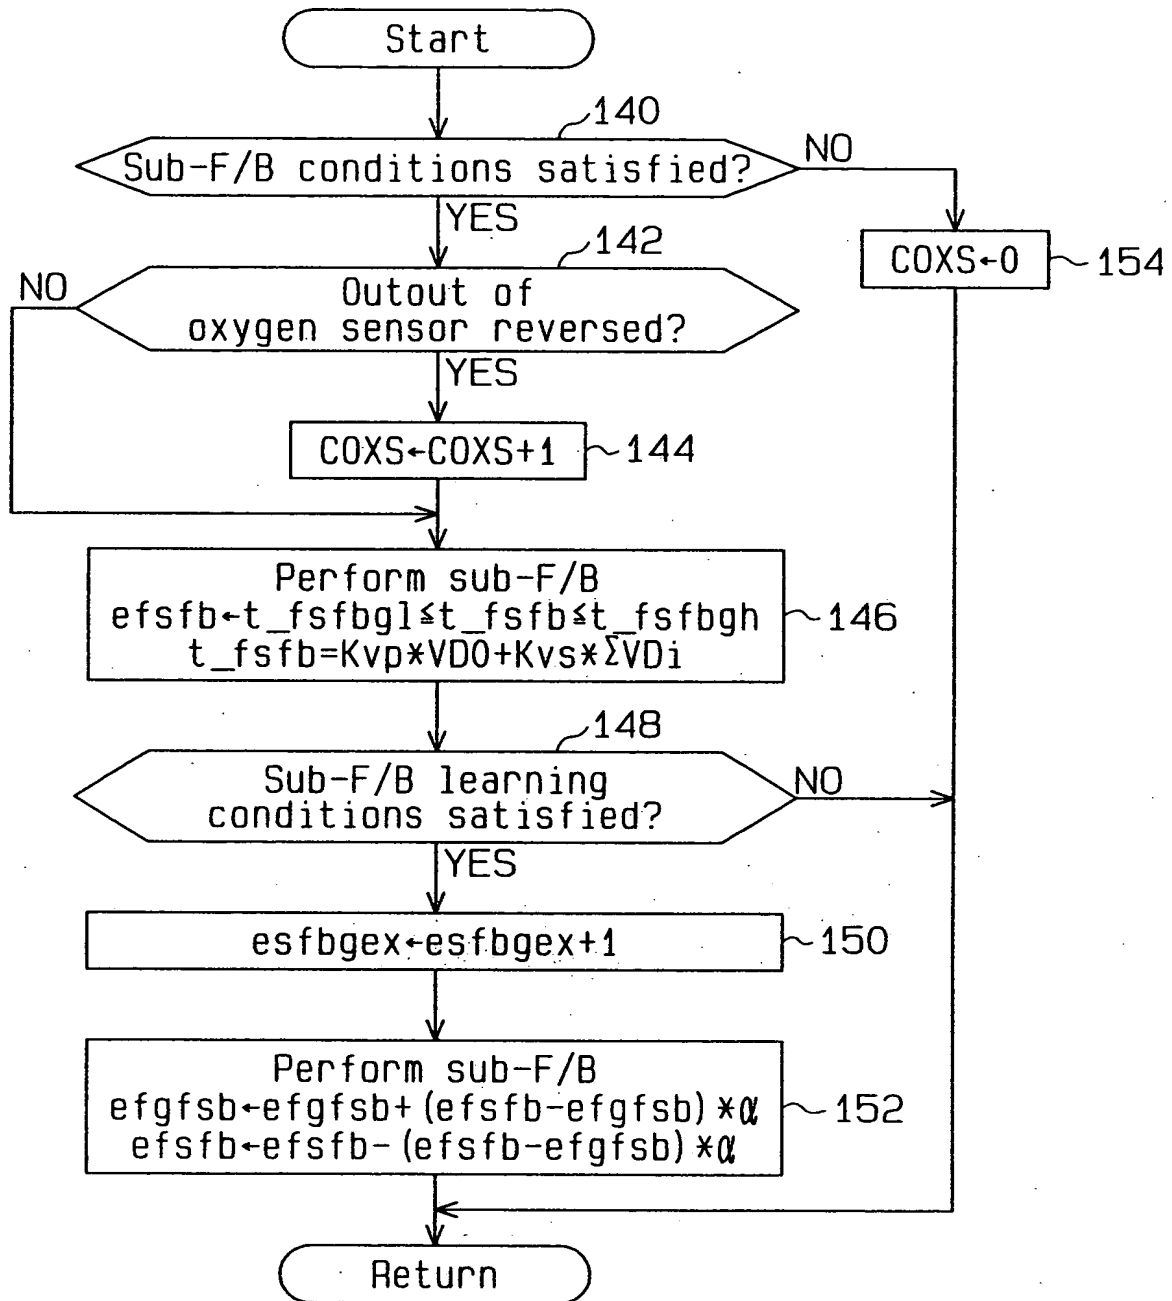 Start
140
Sub-F/B conditions satisfied?
NO
YES
142
COXS←0
154
NO
Outout of
oxygen sensor reversed?
YES
COXS←COXS+1
144
Perform sub-F/B
efsfb←t_fsfbgl≦t_fsfb≦t_fsfbgh
t_fsfb=Kvp*VD0+Kvs*ΣVDi
146
148
Sub-F/B learning
conditions satisfied?
NO
YES
esfbgex←esfbgex+1
150
Perform sub-F/B
efgfsb←efgfsb+(efsfb-efgfsb)*α
efsfb←efsfb-(efsfb-efgfsb)*α
152
Return